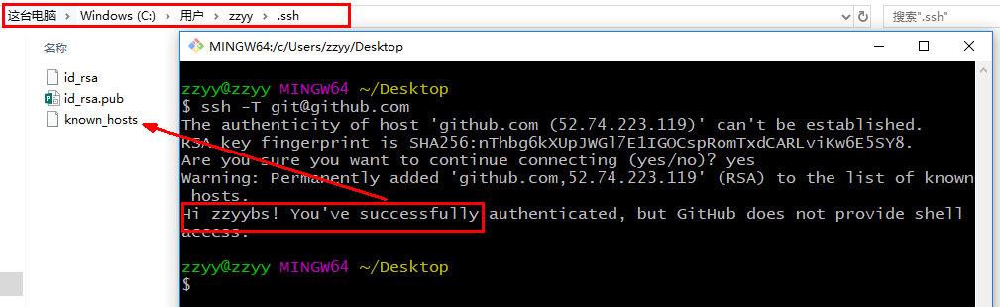 这台电脑 > Windows (C:) > 用户 > zzyy > .ssh
搜索".ssh"
名称
id_rsa
id_rsa.pub
known_hosts
MINGW64:/c/Users/zzyy/Desktop
zzyy@zzyy MINGW64 ~/Desktop
$ ssh -T git@github.com
The authenticity of host 'github.com (52.74.223.119)' can't be established.
RSA key fingerprint is SHA256:nThbg6kXUpJWGl7E1IGOCspRomTxdCARLviKw6E5SY8.
Are you sure you want to continue connecting (yes/no)? yes
Warning: Permanently added 'github.com,52.74.223.119' (RSA) to the list of known
hosts.
Hi zzyybs! You've successfully authenticated, but GitHub does not provide shell
access.
zzyy@zzyy MINGW64 ~/Desktop
$